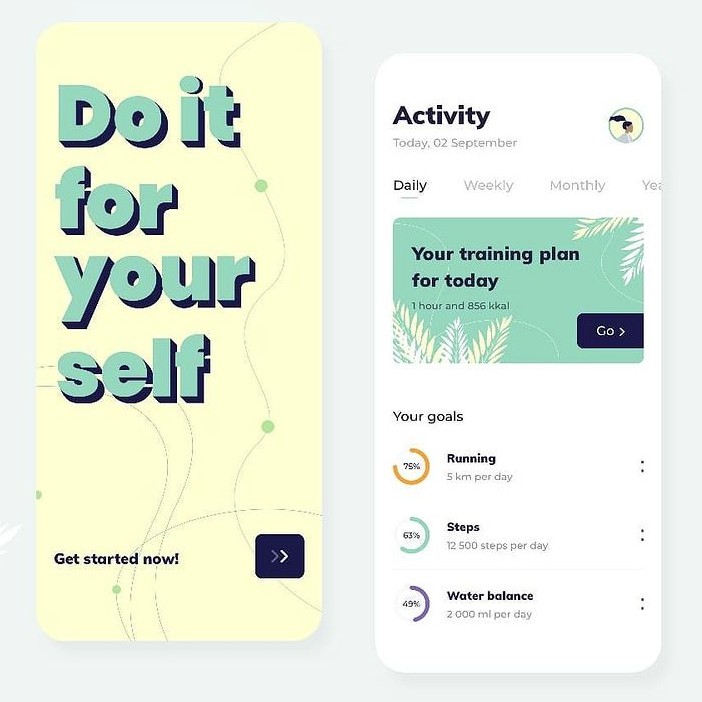 Do it
for
your
self
Get started now!
Activity
Today, 02 September
Daily Weekly Monthly Yea
Your training plan
for today
1 hour and 856 kkal
Go
Your goals
75%
Running
5 km per day
63%
Steps
12 500 steps per day
49%
Water balance
2 000 ml per day